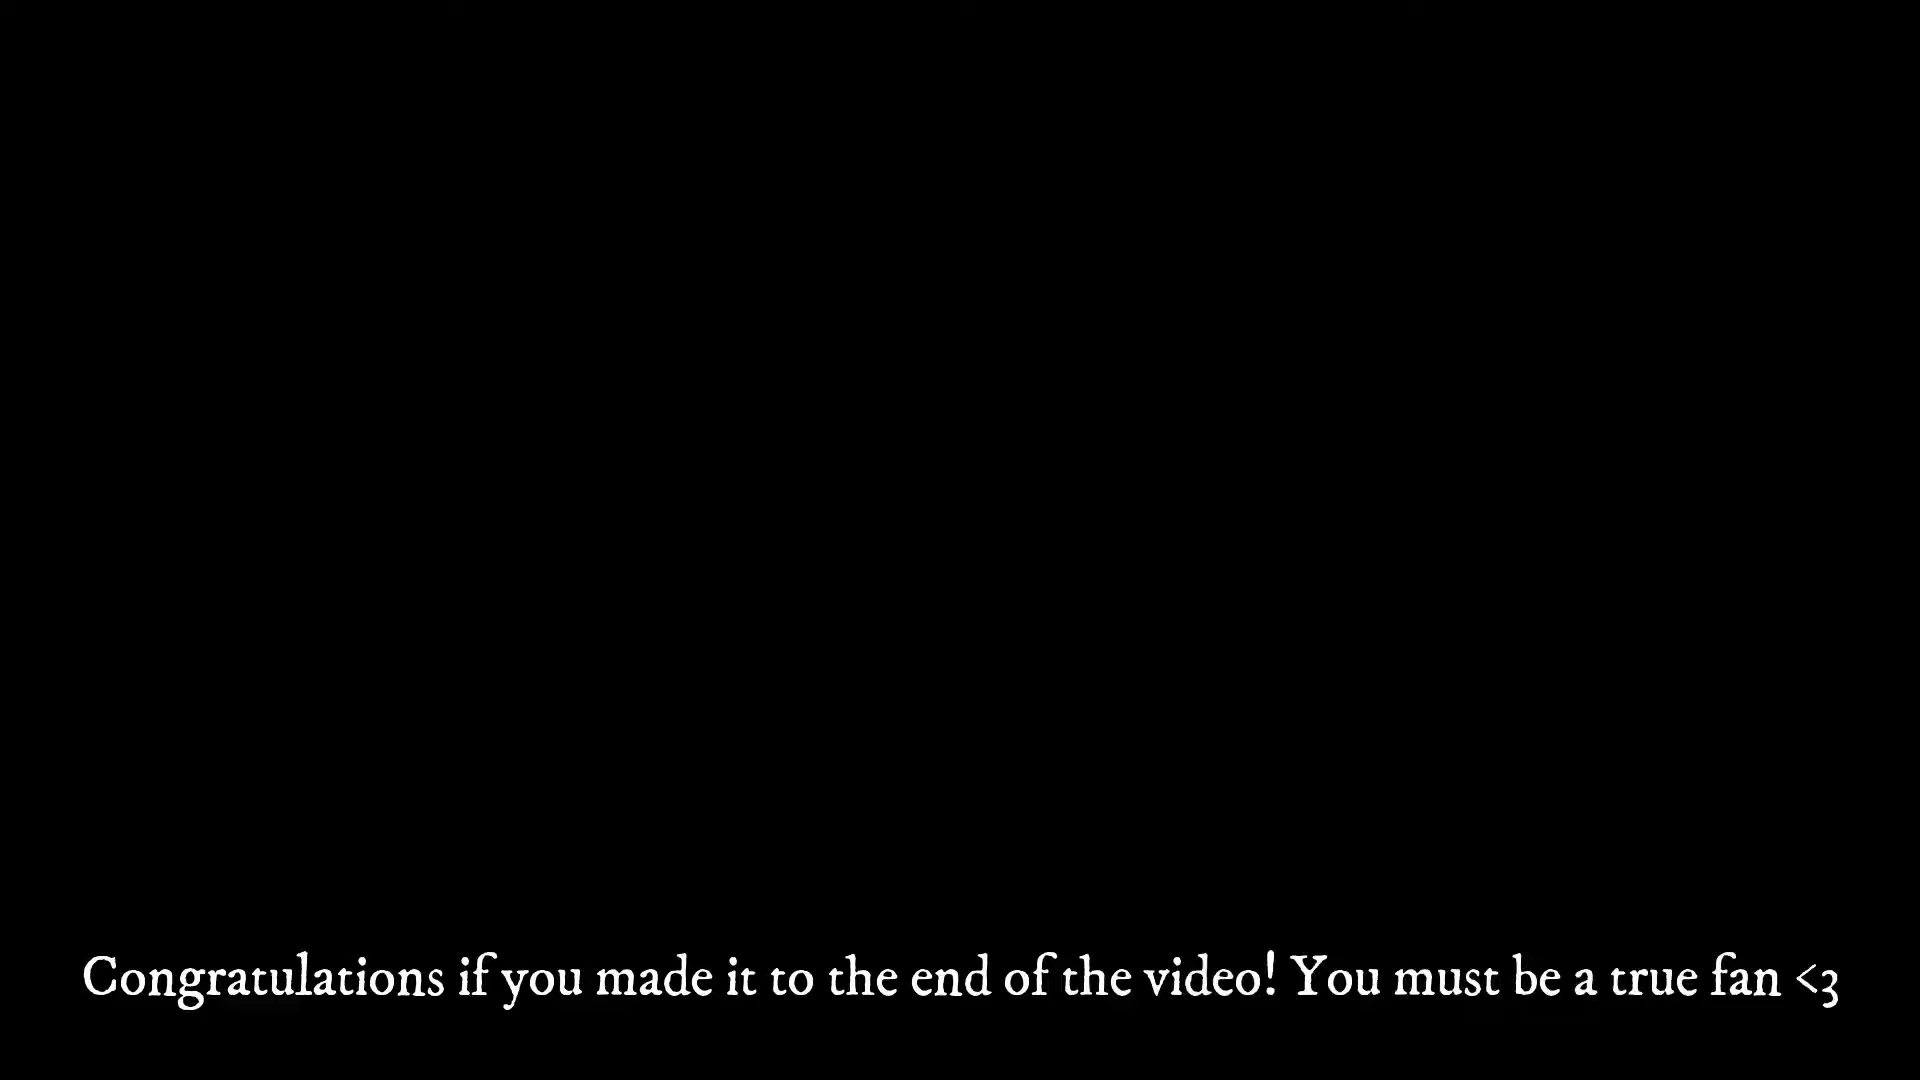 Congratulations if you made it to the end of the video! You must be a true fan <3